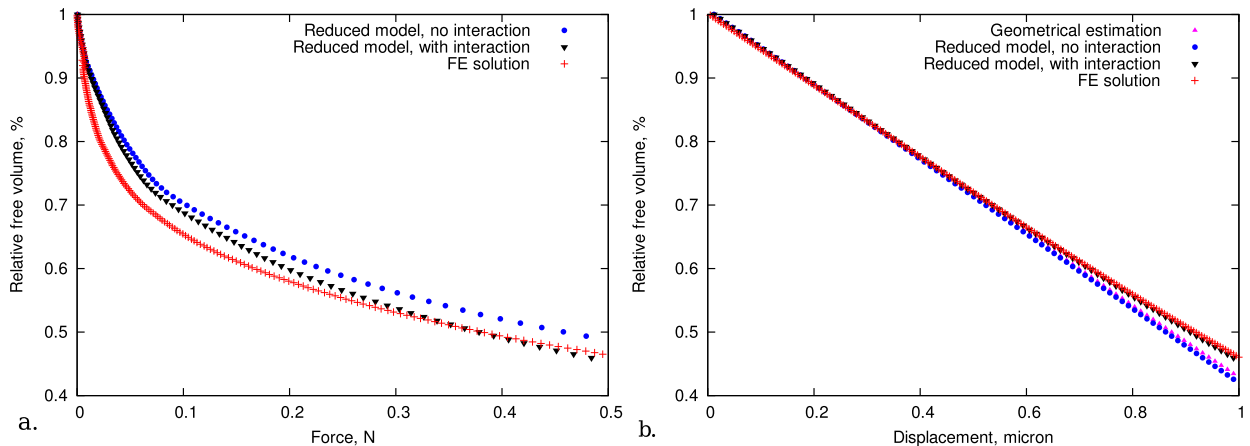 Relative free volume, %
1
0.9
0.8
0.7
0.6
0.5
0.4
0
0.1
0.2
0.3
0.4
0.5
Force, N
Reduced model, no interaction
Reduced model, with interaction
FE solution
a.
Relative free volume, %
1
0.9
0.8
0.7
0.6
0.5
0.4
0
0.2
0.4
0.6
0.8
1
Displacement, micron
Geometrical estimation
Reduced model, no interaction
Reduced model, with interaction
FE solution
b.